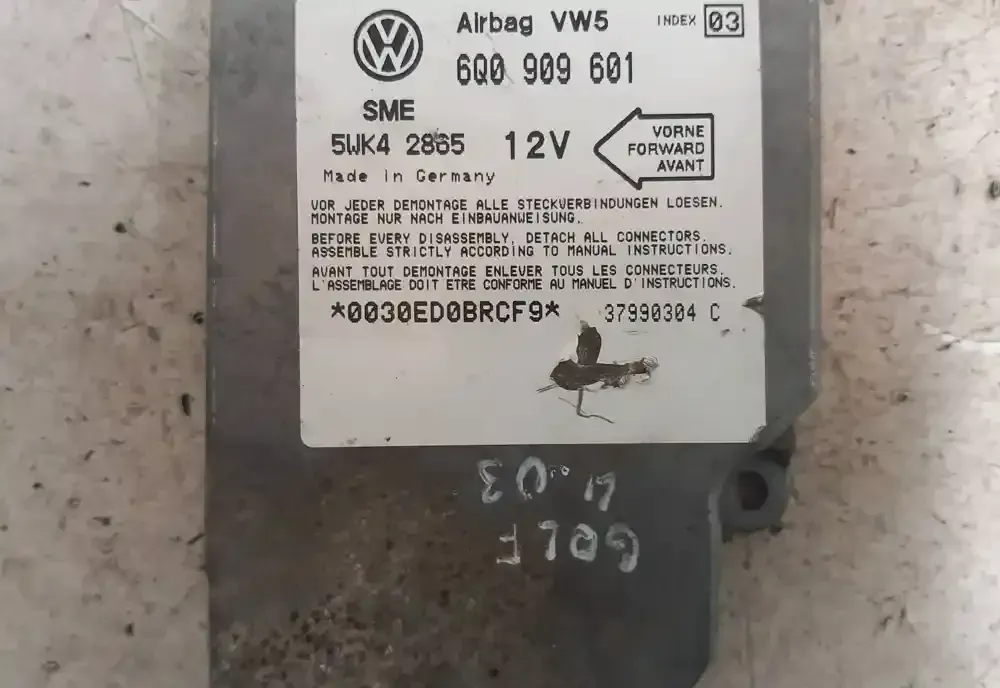 Airbag VW5 INDEX 03
6Q0 909 601
SME
5WK4 2865 12V
VORNE
FORWARD
AVANT
Made in Germany
VOR JEDER DEMONTAGE ALLE STECKVERBINDUNGEN LOESEN.
MONTAGE NUR NACH EINBAUANWEISUNG.
BEFORE EVERY DISASSEMBLY, DETACH ALL CONNECTORS.
ASSEMBLE STRICTLY ACCORDING TO MANUAL INSTRUCTIONS.
AVANT TOUT DEMONTAGE ENLEVER TOUS LES CONNECTEURS.
L'ASSEMBLAGE DOIT ETRE CONFORME AU MANUEL D'INSTRUCTIONS.
*0030ED0BRCF9* 37990304 C
GOLF